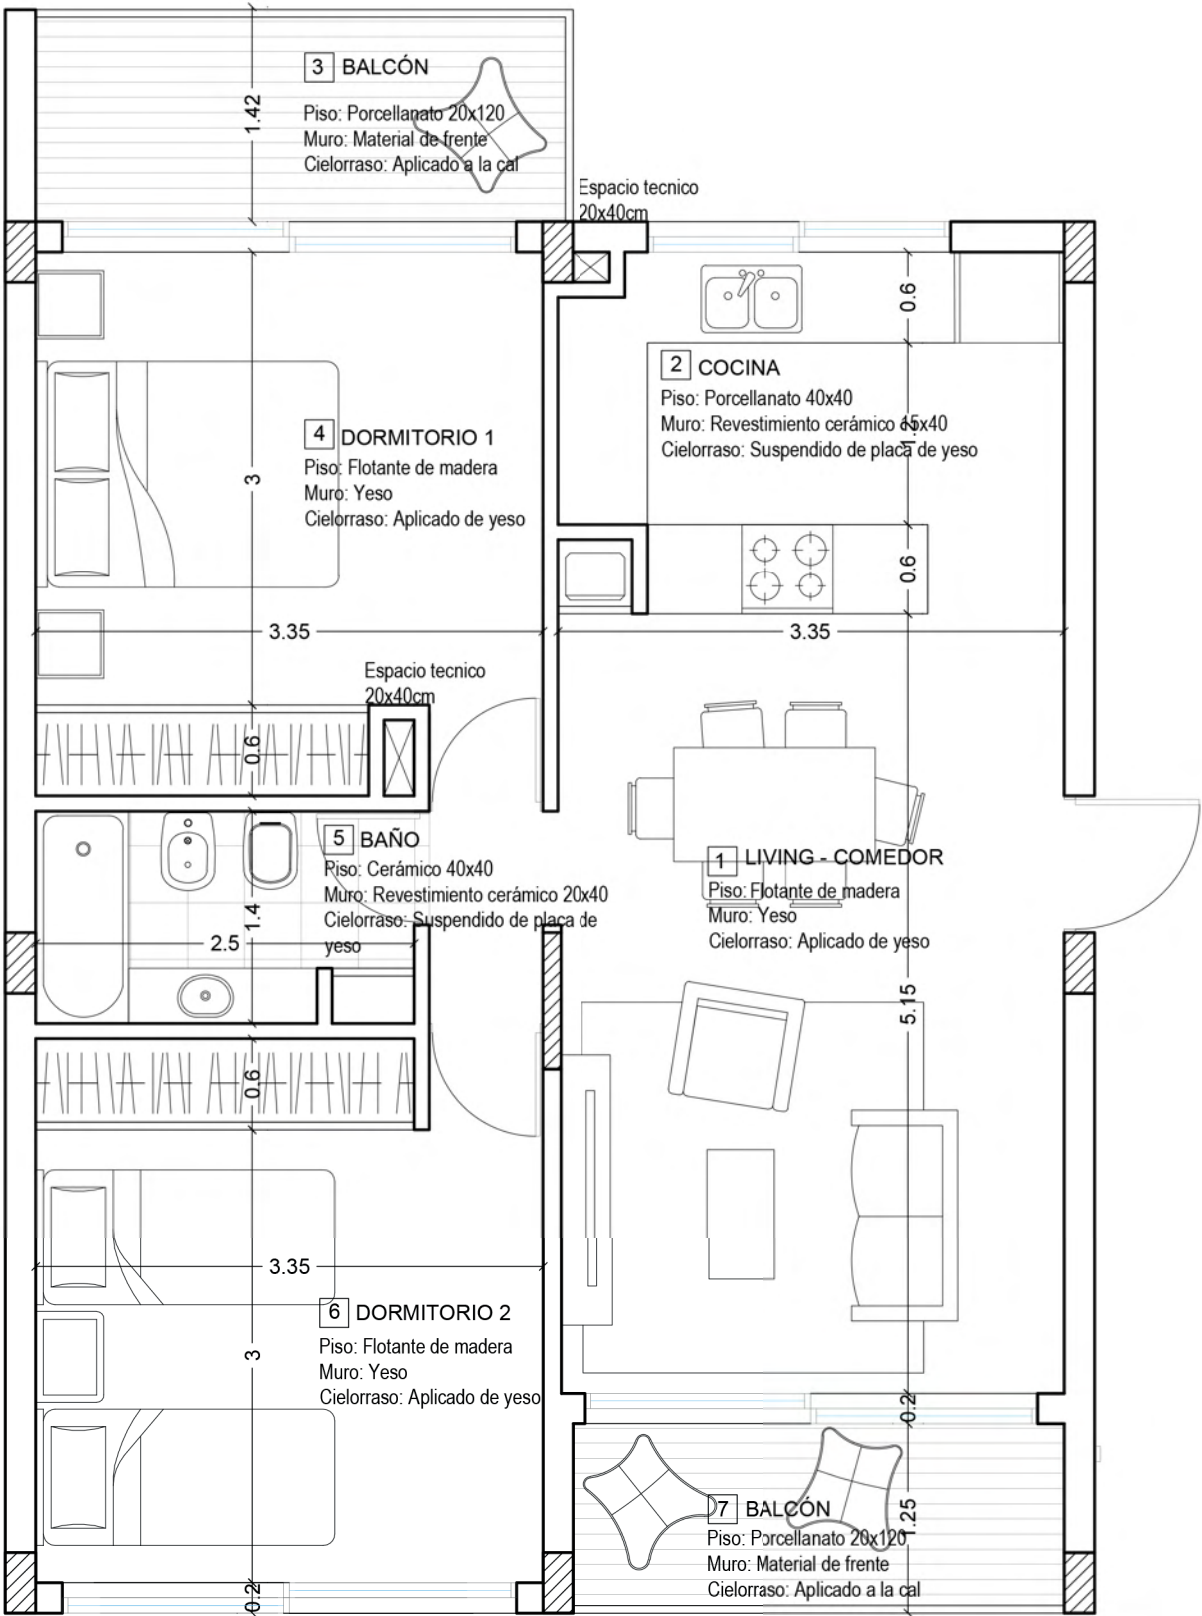 3 BALCÓN
1.42
Piso: Porcellanato 20x120
Muro: Material de frente
Cielorraso: Aplicado a la cal
Espacio tecnico
20x40cm
0.6
2 COCINA
Piso: Porcellanato 40x40
Muro: Revestimiento cerámico 15x40
Cielorraso: Suspendido de placa de yeso
4 DORMITORIO 1
Piso: Flotante de madera
Muro: Yeso
Cielorraso: Aplicado de yeso
3
0.6
3.35
3.35
Espacio tecnico
20x40cm
0.6
5 BAÑO
Piso: Cerámico 40x40
Muro: Revestimiento cerámico 20x40
Cielorraso: Suspendido de placa de
yeso
1.4
2.5
1 LIVING - COMEDOR
Piso: Flotante de madera
Muro: Yeso
Cielorraso: Aplicado de yeso
5.15
0.6
3.35
6 DORMITORIO 2
Piso: Flotante de madera
Muro: Yeso
Cielorraso: Aplicado de yeso
3
0.2
7 BALCÓN
1.25
Piso: Porcellanato 20x120
Muro: Material de frente
Cielorraso: Aplicado a la cal
0.2